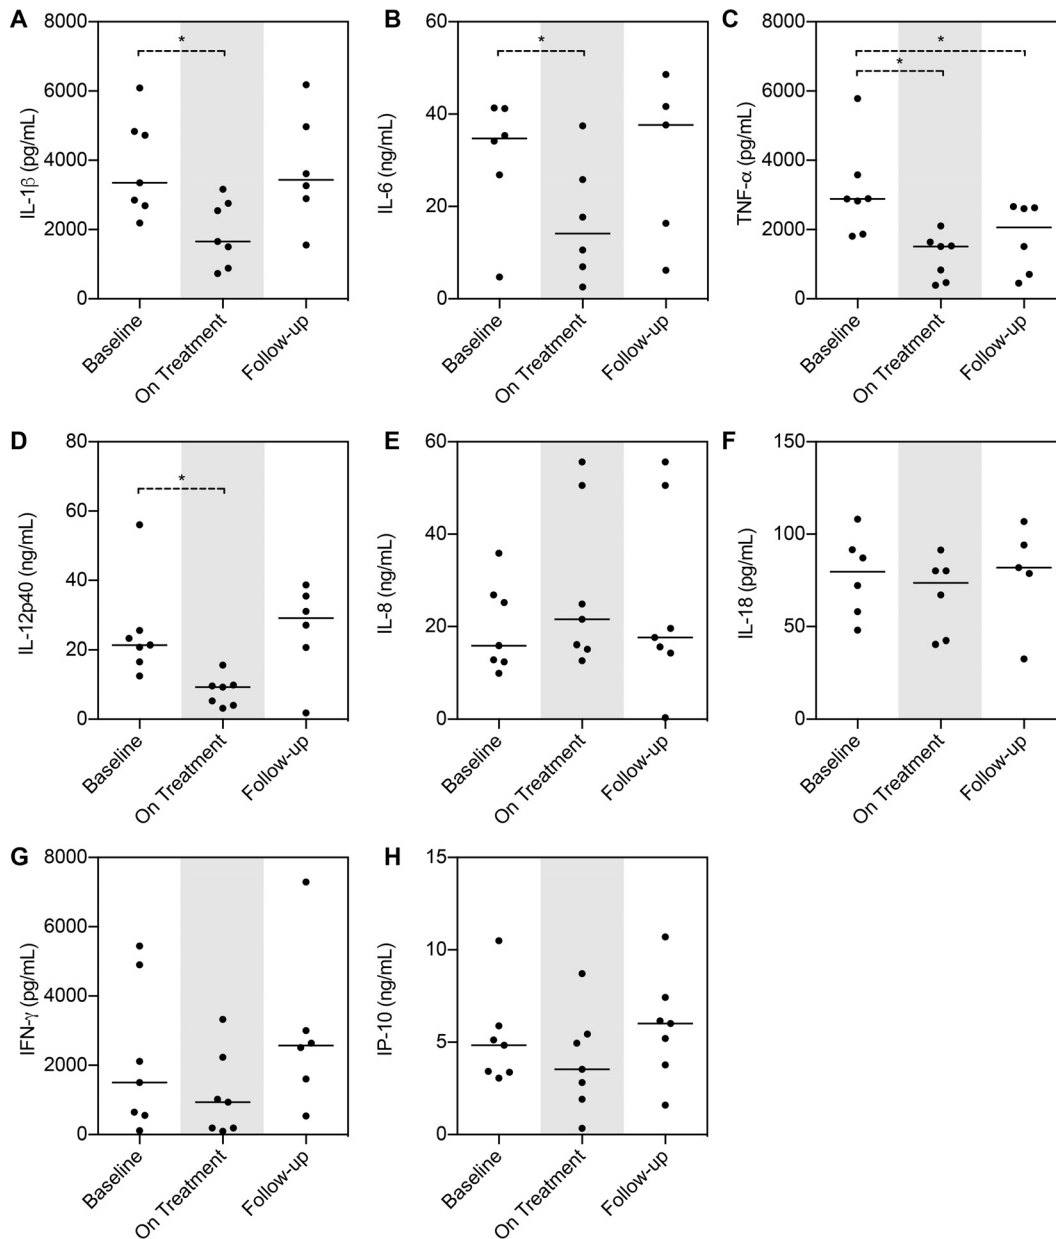 A
IL-1β (pg/mL)
8000
6000
4000
2000
0
*
Baseline
On Treatment
Follow-up
B
IL-6 (ng/mL)
60
40
20
0
*
Baseline
On Treatment
Follow-up
C
TNF-α (pg/mL)
8000
6000
4000
2000
0
*
*
Baseline
On Treatment
Follow-up
D
IL-12p40 (ng/mL)
80
60
40
20
0
*
Baseline
On Treatment
Follow-up
E
IL-8 (ng/mL)
60
40
20
0
Baseline
On Treatment
Follow-up
F
IL-18 (pg/mL)
150
100
50
0
Baseline
On Treatment
Follow-up
G
IFN-γ (pg/mL)
8000
6000
4000
2000
0
Baseline
On Treatment
Follow-up
H
IP-10 (ng/mL)
15
10
5
0
Baseline
On Treatment
Follow-up